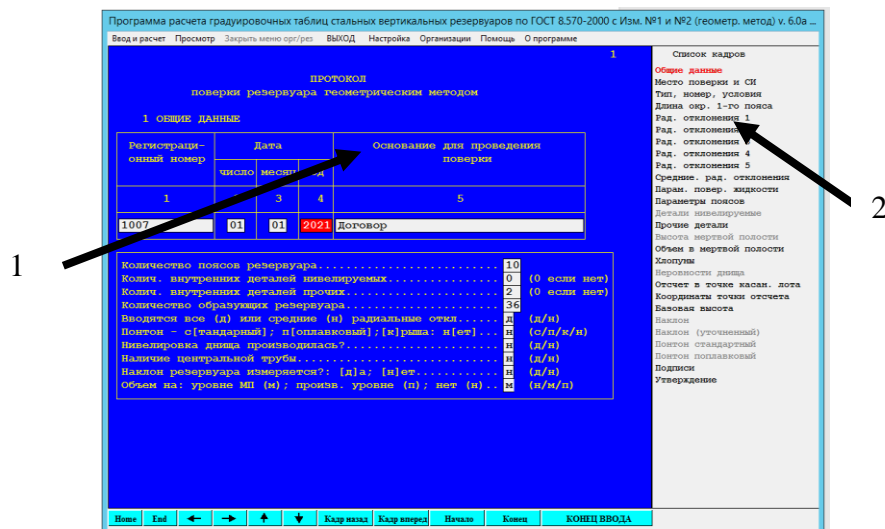 Программа расчета градуировочных таблиц стальных вертикальных резервуаров по ГОСТ 8.570-2000 с Изм. №1 и №2 (геометр. метод) v. 6.0a ...
Ввод и расчет Просмотр Закрыть меню орг/рез ВЫХОД Настройка Организации Помощь О программе
1
ПРОТОКОЛ
поверки резервуара геометрическим методом
1 ОБЩИЕ ДАННЫЕ
Регистраци-
онный номер
Дата
Основание для проведения
поверки
число месяц
1 3 4 5
1007 01 01 2021 Договор
Количество поясов резервуара...................... 10
Колич. внутренних деталей нивелируемых............ 0 (0 если нет)
Колич. внутренних деталей прочих.................. 2 (0 если нет)
Количество образующих резервуара.................. 36
Вводятся все (д) или средние (н) радиальные откл...... д (д/н)
Понтон - с[тандарный]; п[оплавковый];[к]рыша: н[ет]... н (с/п/к/н)
Нивелировка днища производилась?.................. н (д/н)
Наличие центральной трубы......................... н (д/н)
Наклон резервуара измеряется?: [д]а; [н]ет............ н (д/н)
Объем на: уровне МП (м); произв. уровне (п); нет (н).. м (н/м/п)
Список кадров
Общие данные
Место поверки и СИ
Тип, номер, условия
Длина окр. 1-го пояса
Рад. отклонения 1
Рад. отклонения
Рад. отклонения 3
Рад. отклонения 4
Рад. отклонения 5
Средние. рад. отклонения
Парам. повер. жидкости
Параметры поясов
Детали нивелируемые
Прочие детали
Высота мертвой полости
Объем в мертвой полости
Хлопуны
Неровности днища
Отсчет в точке касан. лота
Координаты точки отсчета
Базовая высота
Наклон
Наклон (уточненный)
Понтон стандартный
Понтон поплавковый
Подписи
Утверждение
1
2
Home End ← → ↑ ↓ Кадр назад Кадр вперед Начало Конец КОНЕЦ ВВОДА